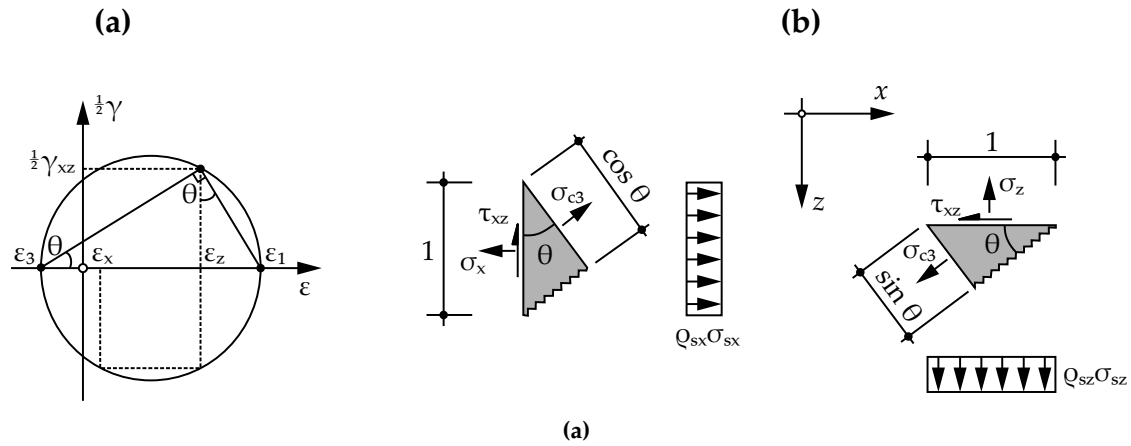 (a)
(b)
½γ
½γxz
θ
θ
ε3
εx
εz
ε1
ε
cos θ
σc3
τxz
1
σx
θ
ϱsxσsx
x
z
1
σz
τxz
θ
σc3
sin θ
ϱszσsz
(a)